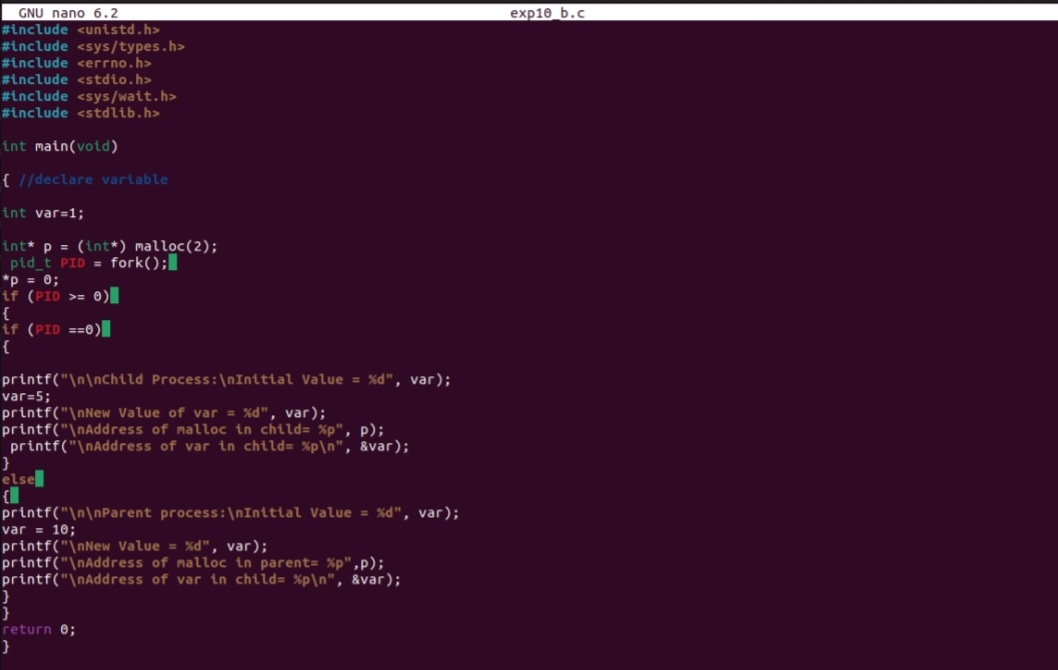 GNU nano 6.2 exp10_b.c
#include <unistd.h>
#include <sys/types.h>
#include <errno.h>
#include <stdio.h>
#include <sys/wait.h>
#include <stdlib.h>
int main(void)
{ //declare variable
int var=1;
int* p = (int*) malloc(2);
pid_t PID = fork();
*p = 0;
if (PID >= 0)
{
if (PID ==0)
{
printf("\n\nChild Process:\nInitial Value = %d", var);
var=5;
printf("\nNew Value of var = %d", var);
printf("\nAddress of malloc in child= %p", p);
printf("\nAddress of var in child= %p\n", &var);
}
else
{
printf("\n\nParent process:\nInitial Value = %d", var);
var = 10;
printf("\nNew Value = %d", var);
printf("\nAddress of malloc in parent= %p",p);
printf("\nAddress of var in child= %p\n", &var);
}
}
return 0;
}